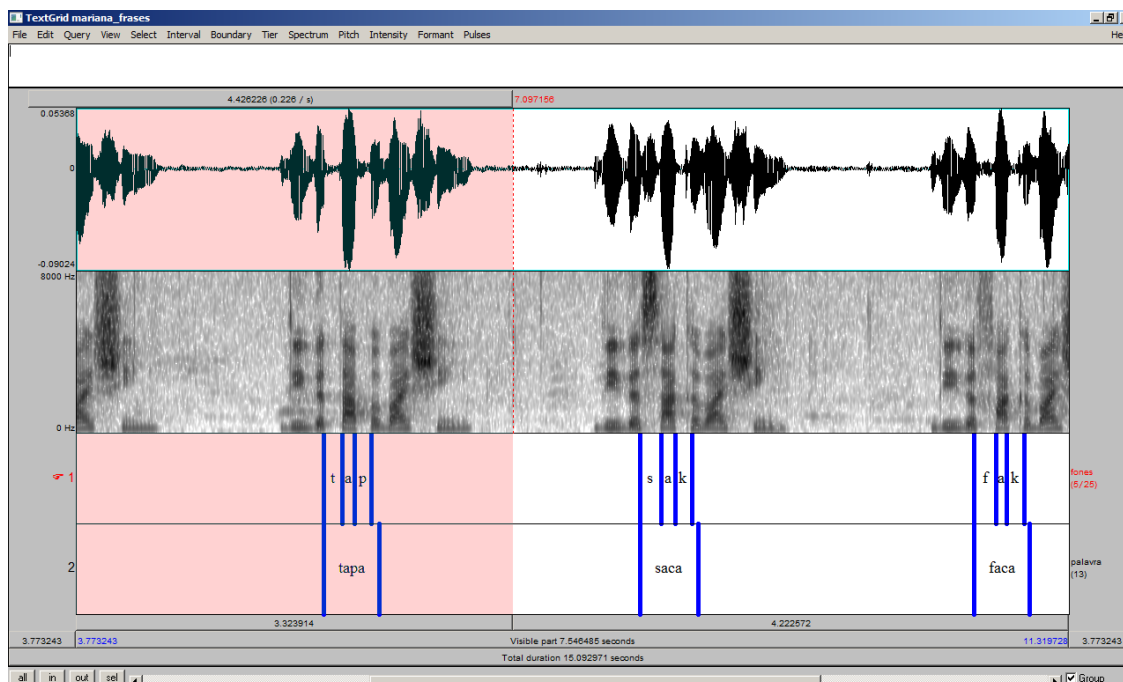 TextGrid mariana_frases
File Edit Query View Select Interval Boundary Tier Spectrum Pitch Intensity Formant Pulses He
4.426226 (0.226 / s) 7.097156
0.05368
0
-0.09024
8000 Hz
0 Hz
1 t a p s a k f a k fones (5/25)
2 tapa saca faca palavra (13)
3.323914 4.222572
3.773243 3.773243 Visible part 7.546485 seconds 11.319728 3.773243
Total duration 15.092971 seconds
all in out sel Group